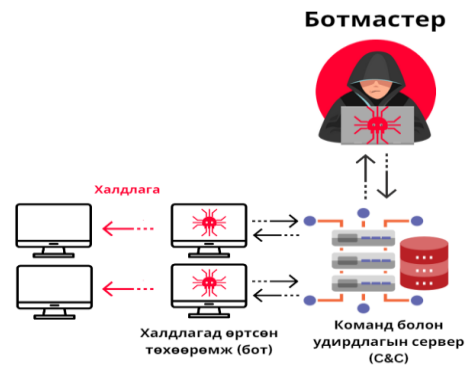 Ботмастер
Халдлага
Халдлагад өртсөн
төхөөрөмж (бот)
Команд болон
удирдлагын сервер
(C&C)